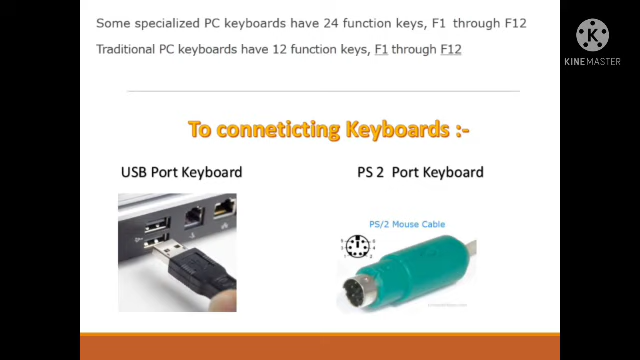 Some specialized PC keyboards have 24 function keys, F1 through F12
Traditional PC keyboards have 12 function keys, F1 through F12
K
KINEMASTER
To conneticting Keyboards :-
USB Port Keyboard
PS 2 Port Keyboard
PS/2 Mouse Cable